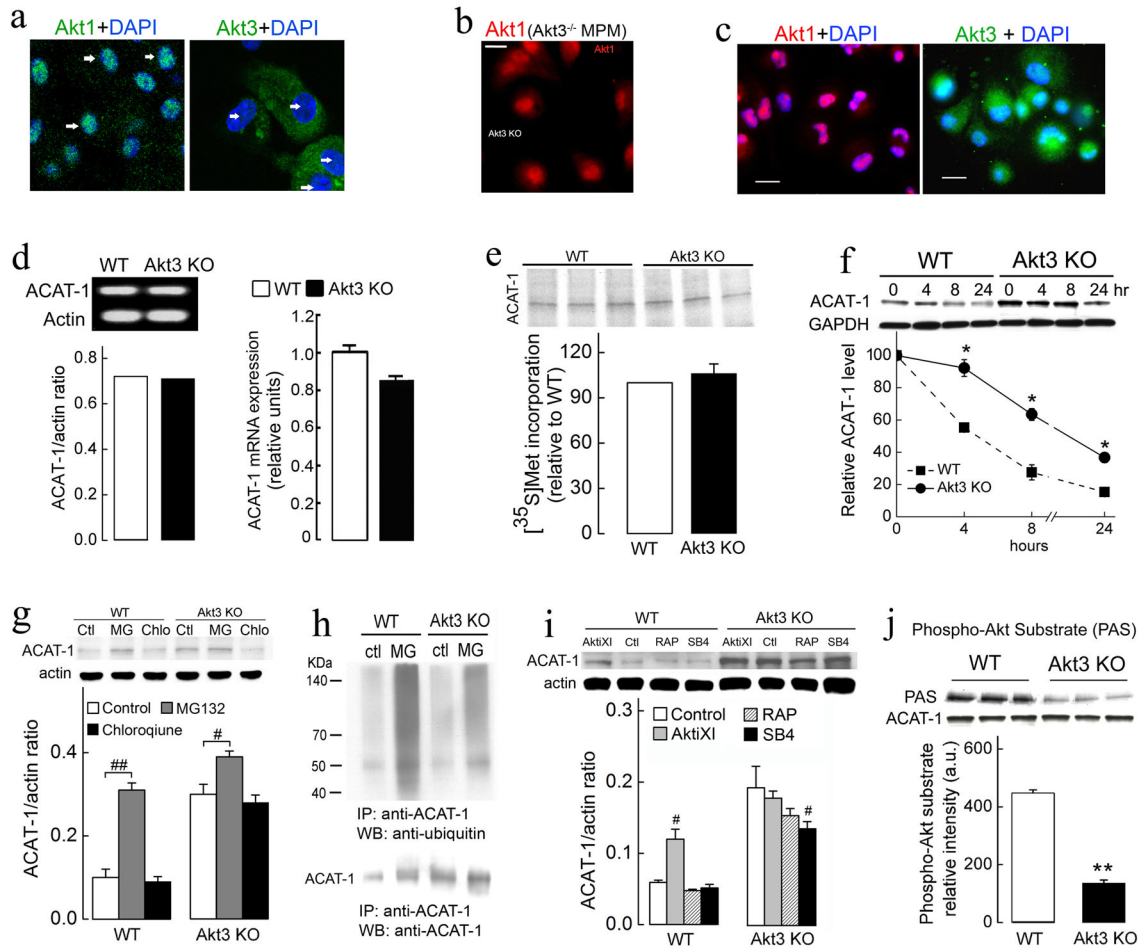 a
Akt1+DAPI
Akt3+DAPI
b
Akt1(Akt3-/- MPM)
Akt1
Akt3 KO
c
Akt1+DAPI
Akt3 + DAPI
d
WT Akt3 KO
ACAT-1
Actin
0.8
0.6
0.4
0.2
0.0
ACAT-1/actin ratio
WT
Akt3 KO
1.2
1.0
0.8
0.6
0.4
0.2
0.0
ACAT-1 mRNA expression
(relative units)
e
WT Akt3 KO
ACAT-1
120
90
60
30
0
[35S]Met incorporation
(relative to WT)
WT Akt3 KO
f
WT Akt3 KO
0 4 8 24 0 4 8 24 hr
ACAT-1
GAPDH
100
80
60
40
20
0
Relative ACAT-1 level
* * *
WT
Akt3 KO
0 4 8 24
hours
g
WT Akt3 KO
Ctl MG Chlo Ctl MG Chlo
ACAT-1
actin
Control MG132
Chloroqiune
0.4
0.2
0.0
ACAT-1/actin ratio
## #
WT Akt3 KO
h
WT Akt3 KO
ctl MG ctl MG
KDa
140
70
50
40
IP: anti-ACAT-1
WB: anti-ubiquitin
ACAT-1
IP: anti-ACAT-1
WB: anti-ACAT-1
i
WT Akt3 KO
AktiXI Ctl RAP SB4 AktiXI Ctl RAP SB4
ACAT-1
actin
Control RAP
AktiXI SB4
0.3
0.2
0.1
0.0
ACAT-1/actin ratio
# #
WT Akt3 KO
j
Phospho-Akt Substrate (PAS)
WT Akt3 KO
PAS
ACAT-1
600
400
200
0
Phospho-Akt substrate
relative intensity (a.u.)
**
WT Akt3 KO